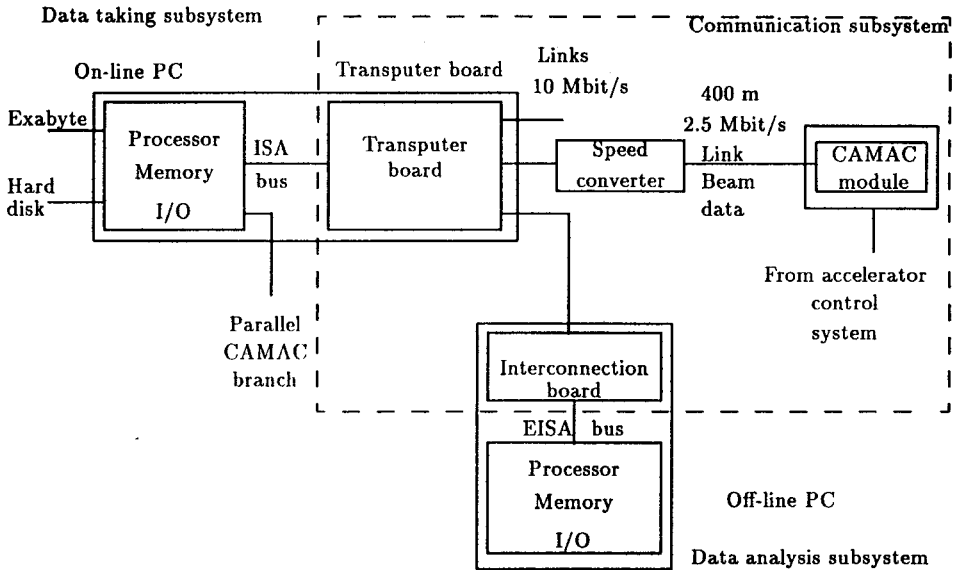 Data taking subsystem
Communication subsystem
On-line PC
Transputer board
Links
10 Mbit/s
400 m
2.5 Mbit/s
Exabyte
Hard
disk
Processor
Memory
I/O
ISA
bus
Transputer
board
Speed
converter
Link
Beam
data
CAMAC
module
From accelerator
control
system
Parallel
CAMAC
branch
Interconnection
board
EISA bus
Processor
Memory
I/O
Off-line PC
Data analysis subsystem